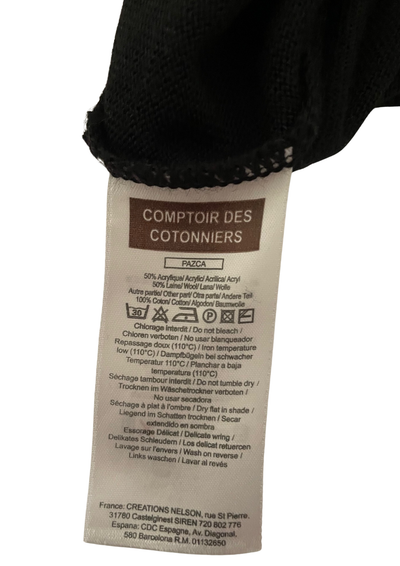 COMPTOIR DES
COTONNIERS
PAZCA
50% Acrylique/ Acrylic/ Acrilica/ Acryl
50% Laine/ Wool/ Lana/ Wolle
Autre partie/ Other part/ Otra parte/ Andere Teil
100% Coton/ Cotton/ Algodon/ Baumwolle
30 P
Chlorage interdit / Do not bleach /
Chloren verboten / No usar blanqueador
Repassage doux (110°C) / Iron temperature
low (110°C) / Dampfbügeln bei schwacher
Temperatur 110°C / Planchar a baja
temperatura (110°C)
Séchage tambour interdit / Do not tumble dry /
Trocknen im Wäschetrockner verboten /
No usar secadora
Séchage à plat à l'ombre / Dry flat in shade /
Liegend im Schatten trocknen / Secar
extendido en sombra
Essorage Délicat / Delicate wring /
Delikates Schleudern / Los delicat retuercen
Lavage sur l'envers / Wash on reverse /
Links waschen / Lavar al revés
France: CREATIONS NELSON, rue St Pierre,
31780 Castelginest SIREN 720 802 776
Espana: CDC Espagne, Av. Diagonal,
580 Barcelona R.M. 01132650